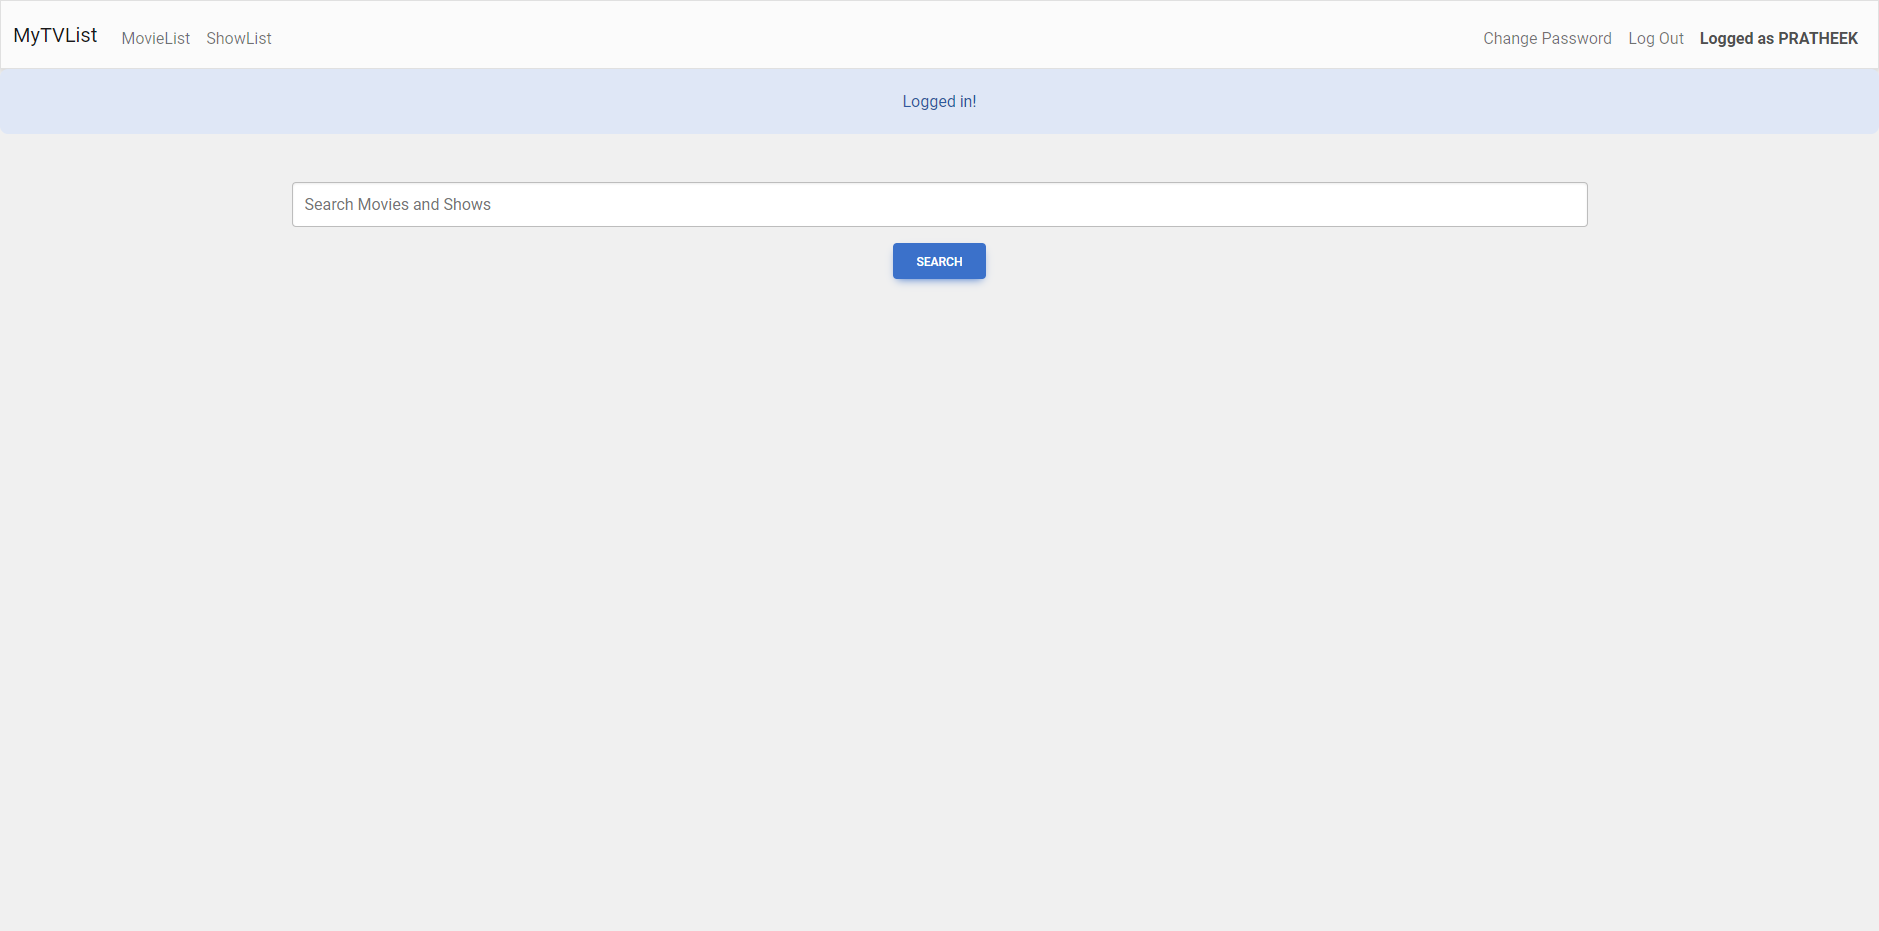 MyTVList MovieList ShowList Change Password Log Out Logged as PRATHEEK
Logged in!
Search Movies and Shows
SEARCH